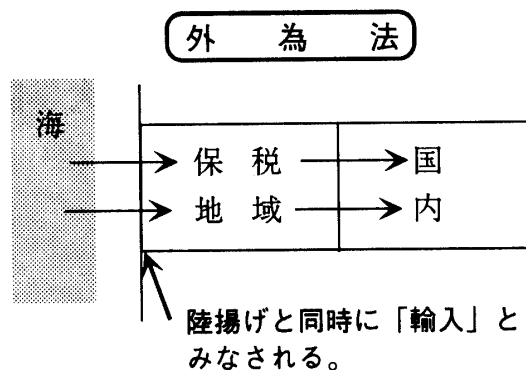 外為法
海
保税 国
地域 内
陸揚げと同時に「輸入」と
みなされる。